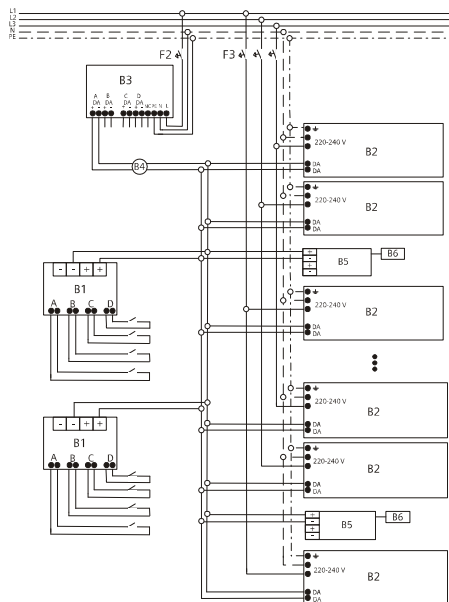 L1
L2
L3
N
PE
F2
F3
B3
A B C D
DA DA DA DA
+ - + - + - + - NC PE N L
B4
220-240 V
B2
DA
DA
220-240 V
B2
DA
DA
- - + +
B1
A B C D
+
-
+
-
B5
B6
220-240 V
B2
DA
DA
220-240 V
B2
DA
DA
- - + +
B1
A B C D
220-240 V
B2
DA
DA
+
-
+
-
B5
B6
220-240 V
B2
DA
DA